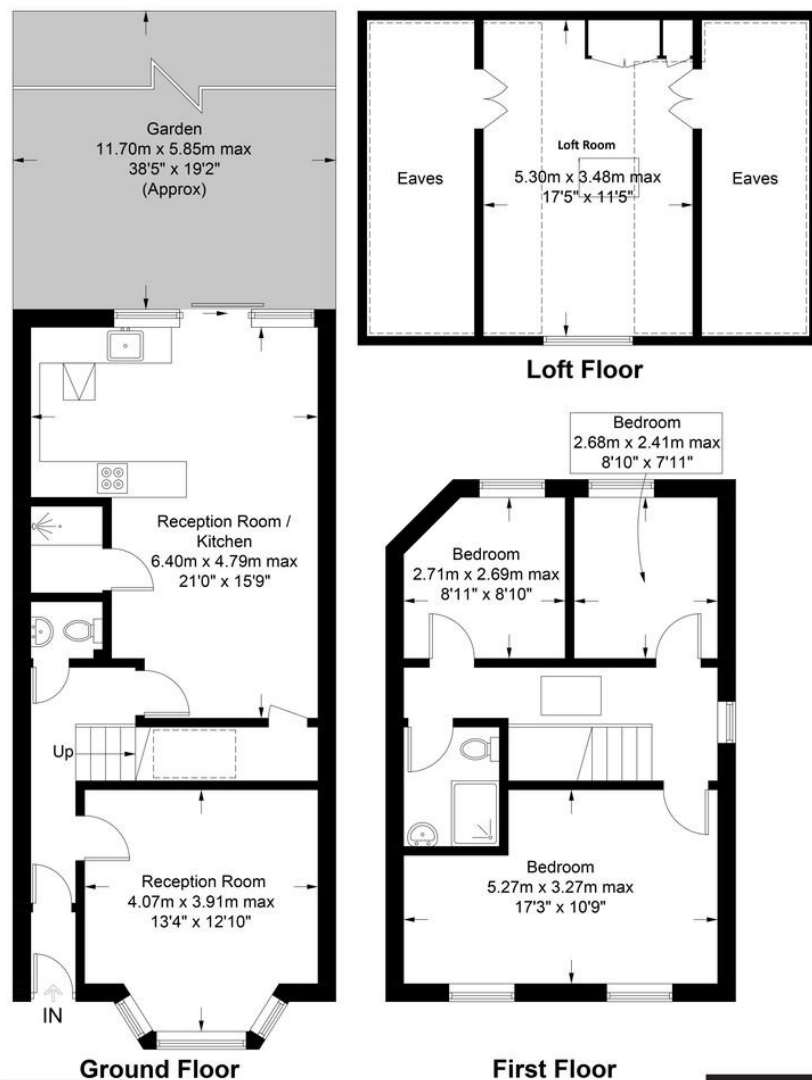 Garden
11.70m x 5.85m max
38'5" x 19'2"
(Approx)
Eaves
Loft Room
5.30m x 3.48m max
17'5" x 11'5"
Eaves
Loft Floor
Bedroom
2.68m x 2.41m max
8'10" x 7'11"
Reception Room /
Kitchen
6.40m x 4.79m max
21'0" x 15'9"
Bedroom
2.71m x 2.69m max
8'11" x 8'10"
Up
Reception Room
4.07m x 3.91m max
13'4" x 12'10"
Bedroom
5.27m x 3.27m max
17'3" x 10'9"
IN
Ground Floor
First Floor